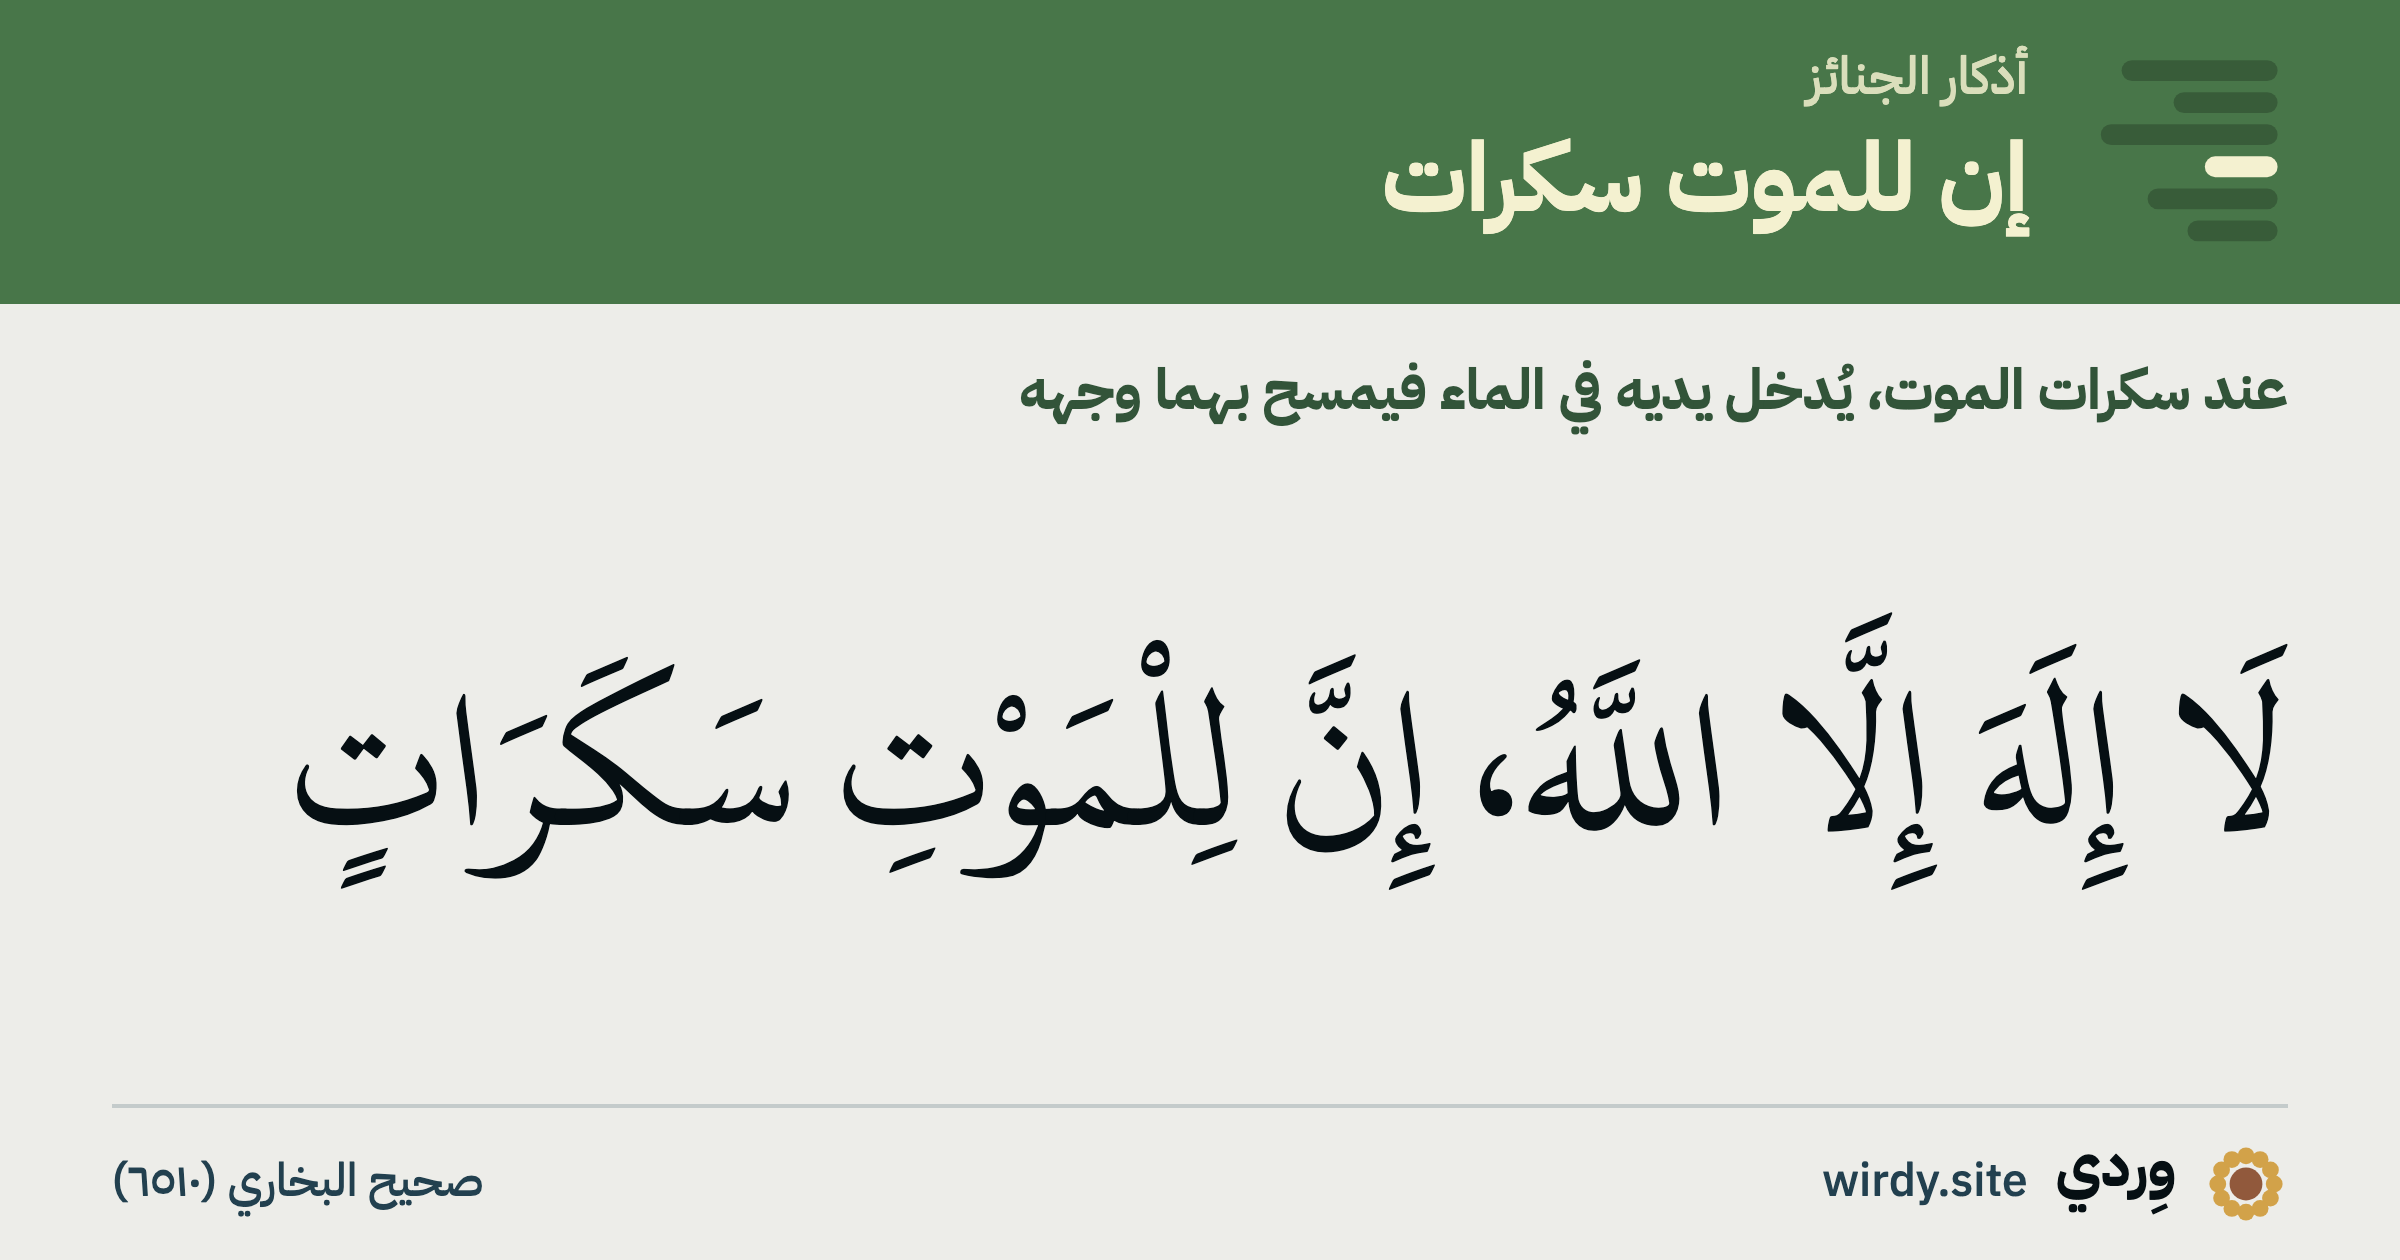 أذكار الجنائز
إن للموت سكرات
عند سكرات الموت، يُدخل يديه في الماء فيمسح بهما وجهه
لَا إِلَهَ إِلَّا اللَّهُ، إِنَّ لِلْمَوْتِ سَكَرَاتٍ
وِردي wirdy.site
صحيح البخاري (٦٥١٠)